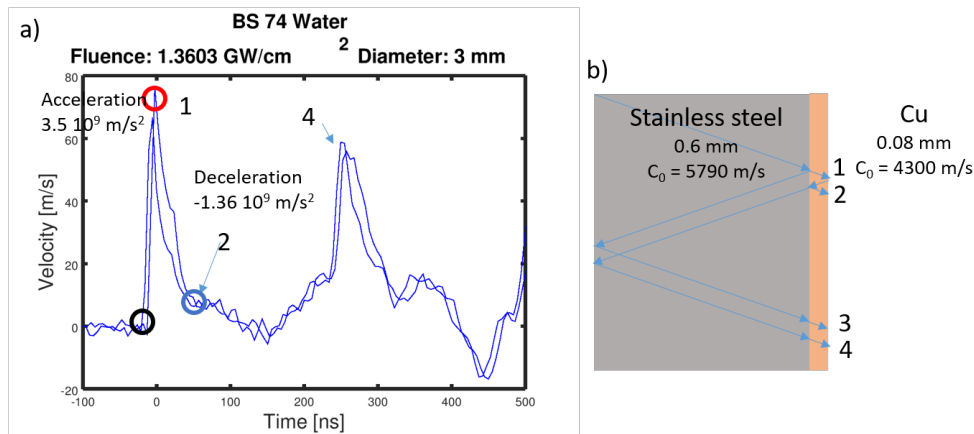 a)
BS 74 Water
Fluence: 1.3603 GW/cm² Diameter: 3 mm
Acceleration
3.5 10⁹ m/s²
1
4
Deceleration
-1.36 10⁹ m/s²
2
Velocity [m/s]
80
60
40
20
0
-20
-100 0 100 200 300 400 500
Time [ns]
b)
Stainless steel
0.6 mm
C₀ = 5790 m/s
Cu
0.08 mm
C₀ = 4300 m/s
1
2
3
4